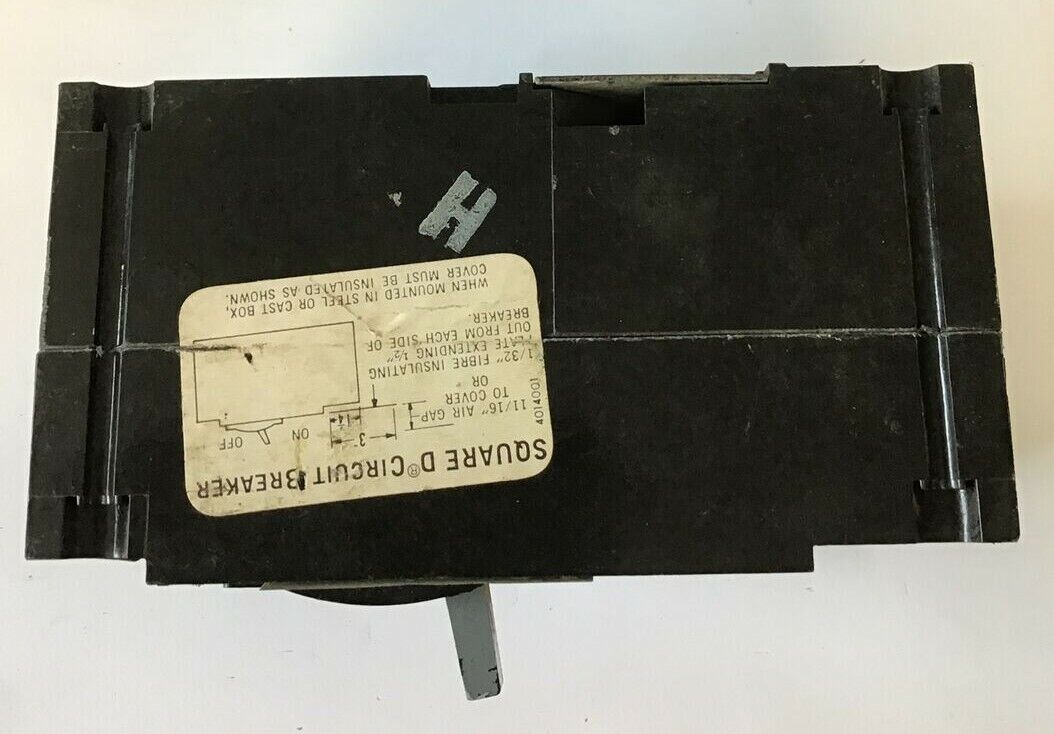 SQUARE D® CIRCUIT BREAKER
4014001
11/16" AIR GAP
TO COVER
OR
1/32" FIBRE INSULATING
PLATE EXTENDING 1/2"
OUT FROM EACH SIDE OF
BREAKER.
3
ON
OFF
WHEN MOUNTED IN STEEL OR CAST BOX,
COVER MUST BE INSULATED AS SHOWN.
H